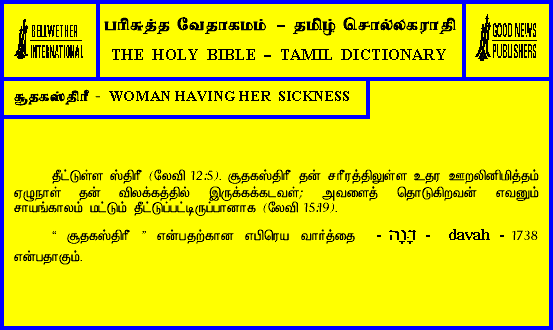 BELLWETHER
INTERNATIONAL
பரிசுத்த வேதாகமம் – தமிழ் சொல்லகராதி
THE HOLY BIBLE – TAMIL DICTIONARY
GOOD NEWS
PUBLISHERS
சூதகஸ்திரீ - WOMAN HAVING HER SICKNESS
தீட்டுள்ள ஸ்திரீ (லேவி 12:5). சூதகஸ்திரீ தன் சரீரத்திலுள்ள உதர ஊறலினிமித்தம்
ஏழுநாள் தன் விலக்கத்தில் இருக்கக்கடவள்; அவளைத் தொடுகிறவன் எவனும்
சாயங்காலம் மட்டும் தீட்டுப்பட்டிருப்பானாக (லேவி 15:19).
“ சூதகஸ்திரீ ” என்பதற்கான எபிரெய வார்த்தை - דָּוָה - davah - 1738
என்பதாகும்.